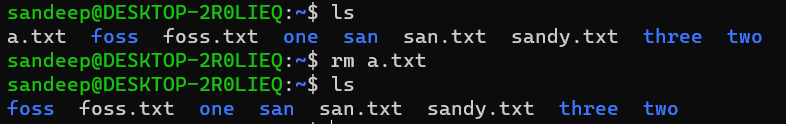 sandeep@DESKTOP-2R0LIEQ:~$ ls
a.txt  foss  foss.txt  one  san  san.txt  sandy.txt  three  two
sandeep@DESKTOP-2R0LIEQ:~$ rm a.txt
sandeep@DESKTOP-2R0LIEQ:~$ ls
foss  foss.txt  one  san  san.txt  sandy.txt  three  two